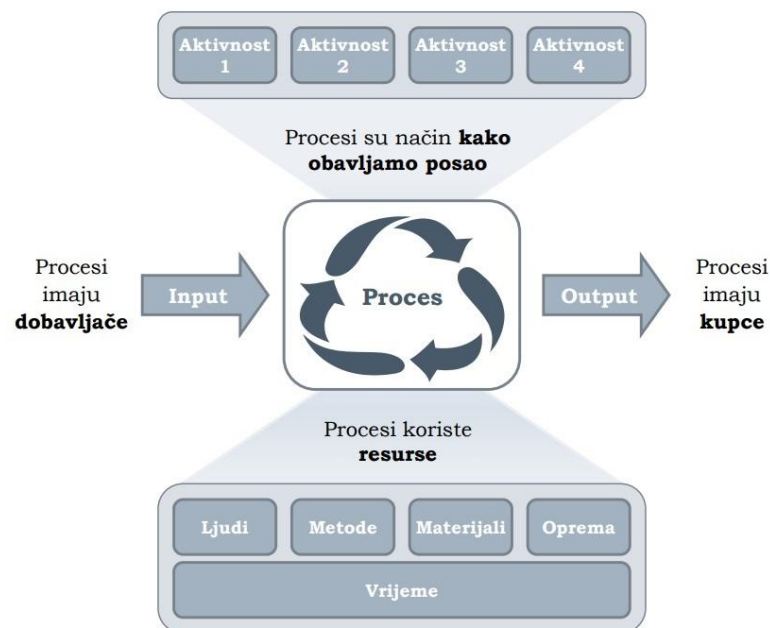 Aktivnost
1
Aktivnost
2
Aktivnost
3
Aktivnost
4
Procesi su način kako
obavljamo posao
Procesi
imaju
dobavljače
Input
Proces
Output
Procesi
imaju
kupce
Procesi koriste
resurse
Ljudi
Metode
Materijali
Oprema
Vrijeme